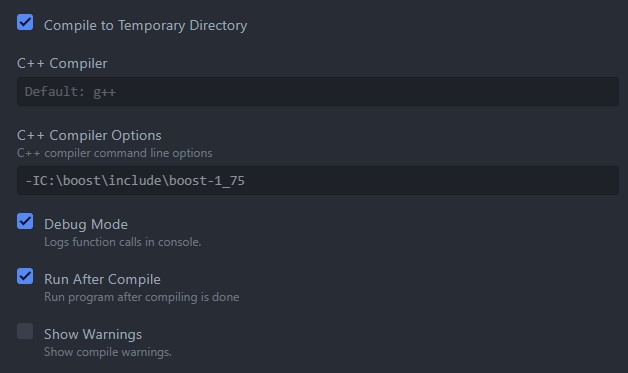 Compile to Temporary Directory
C++ Compiler
Default: g++
C++ Compiler Options
C++ compiler command line options
-IC:\boost\include\boost-1_75
Debug Mode
Logs function calls in console.
Run After Compile
Run program after compiling is done
Show Warnings
Show compile warnings.